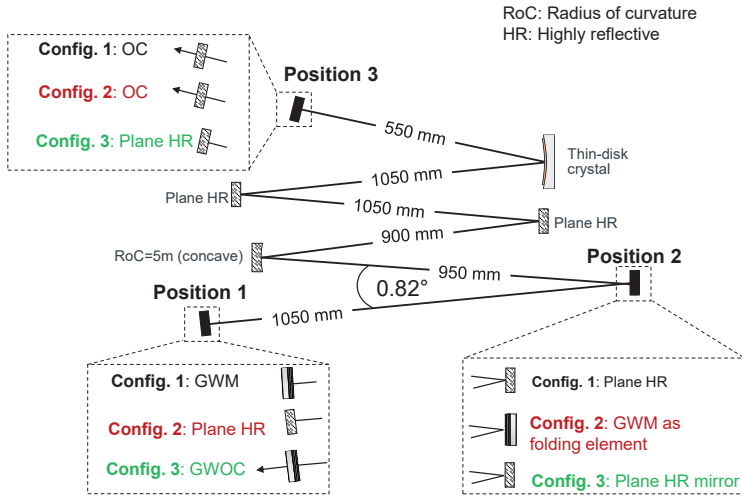 RoC: Radius of curvature
HR: Highly reflective
Config. 1: OC
Config. 2: OC
Config. 3: Plane HR
Position 3
550 mm
Thin-disk
crystal
1050 mm
Plane HR
1050 mm
Plane HR
900 mm
RoC=5m (concave)
950 mm
Position 2
0.82°
Position 1
1050 mm
Config. 1: GWM
Config. 2: Plane HR
Config. 3: GWOC
Config. 1: Plane HR
Config. 2: GWM as
folding element
Config. 3: Plane HR mirror